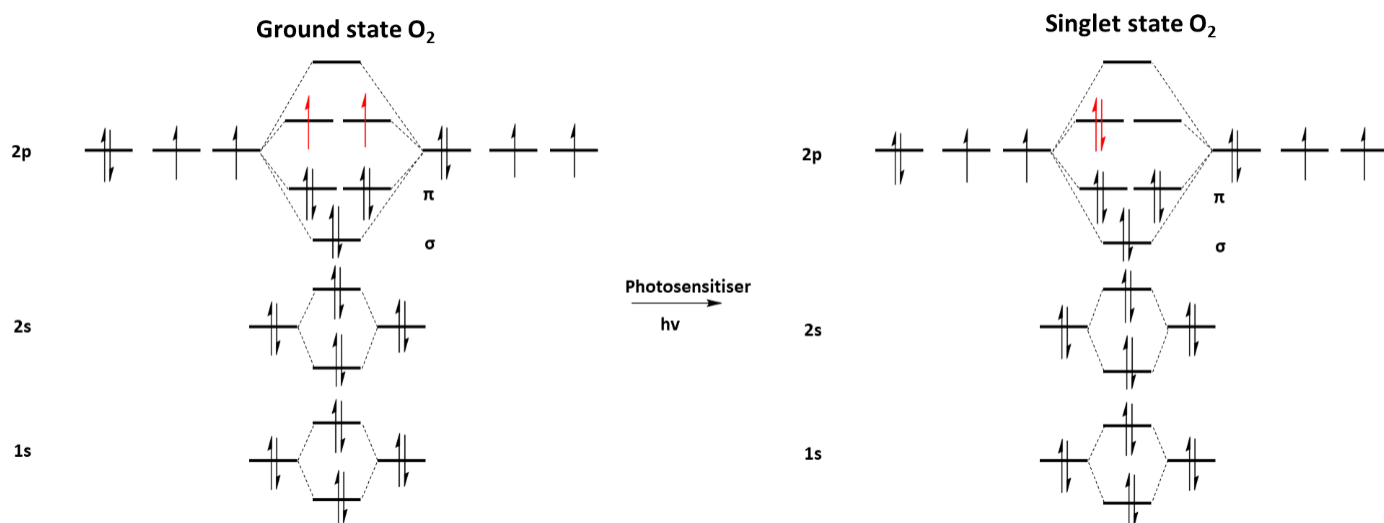 Ground state O₂
Singlet state O₂
2p
π
σ
2s
1s
Photosensitiser
hv
2p
π
σ
2s
1s